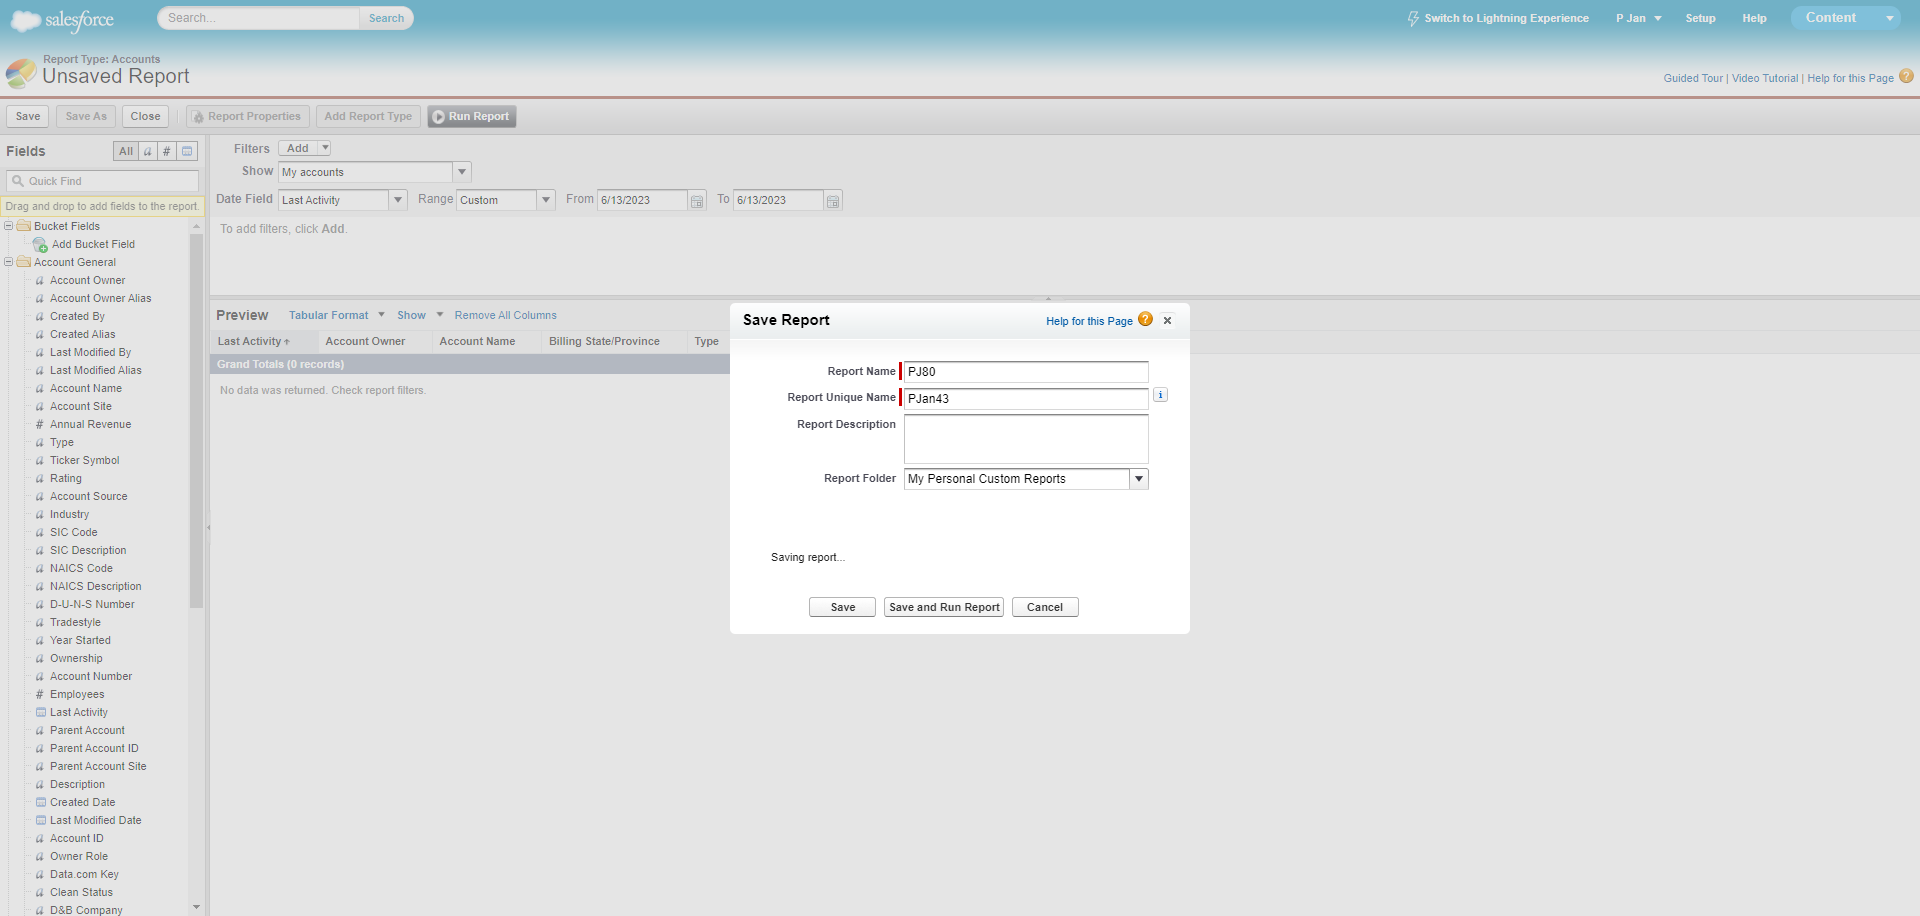 salesforce
Search...
Search
Switch to Lightning Experience
P Jan
Setup
Help
Content
Report Type: Accounts
Unsaved Report
Guided Tour | Video Tutorial | Help for this Page ?
Save
Save As
Close
Report Properties
Add Report Type
Run Report
Fields
All
a
#
Quick Find
Drag and drop to add fields to the report.
Bucket Fields
Add Bucket Field
Account General
a Account Owner
a Account Owner Alias
a Created By
a Created Alias
a Last Modified By
a Last Modified Alias
a Account Name
a Account Site
# Annual Revenue
a Type
a Ticker Symbol
a Rating
a Account Source
a Industry
a SIC Code
a SIC Description
a NAICS Code
a NAICS Description
a D-U-N-S Number
a Tradestyle
a Year Started
a Ownership
a Account Number
# Employees
Last Activity
a Parent Account
a Parent Account ID
a Parent Account Site
a Description
Created Date
Last Modified Date
a Account ID
a Owner Role
a Data.com Key
a Clean Status
a D&B Company
Filters Add
Show My accounts
Date Field Last Activity Range Custom From 6/13/2023 To 6/13/2023
To add filters, click Add.
Preview Tabular Format Show Remove All Columns
Last Activity Account Owner Account Name Billing State/Province Type
Grand Totals (0 records)
No data was returned. Check report filters.
Save Report
Help for this Page ?
Report Name PJ80
Report Unique Name PJan43
i
Report Description
Report Folder My Personal Custom Reports
Saving report...
Save
Save and Run Report
Cancel